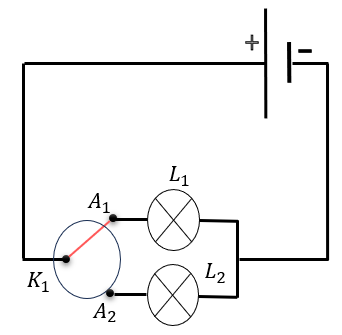 + −
L₁
A₁
K₁
L₂
A₂